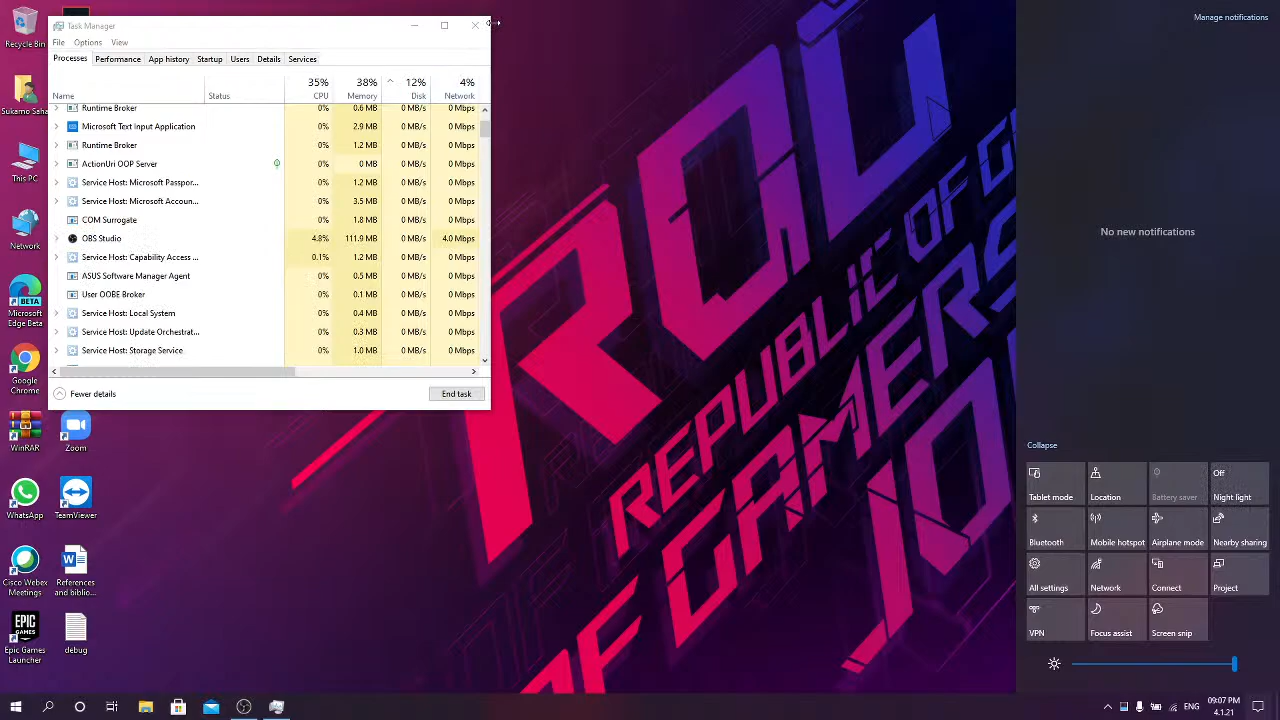 Recycle Bin
Sukarno Saha
This PC
Network
Microsoft
Edge Beta
Google
Chrome
WinRAR
Zoom
WhatsApp
TeamViewer
Cisco Webex
Meetings
References
and biblio...
Epic Games
Launcher
debug
Task Manager
File Options View
Processes Performance App history Startup Users Details Services
35% 38% 12% 4%
Name Status CPU Memory Disk Network
Runtime Broker 0% 0.6 MB 0 MB/s 0 Mbps
Microsoft Text Input Application 0% 2.9 MB 0 MB/s 0 Mbps
Runtime Broker 0% 1.2 MB 0 MB/s 0 Mbps
ActionUri OOP Server 0% 0 MB 0 MB/s 0 Mbps
Service Host: Microsoft Passpor... 0% 1.2 MB 0 MB/s 0 Mbps
Service Host: Microsoft Accoun... 0% 3.5 MB 0 MB/s 0 Mbps
COM Surrogate 0% 1.8 MB 0 MB/s 0 Mbps
OBS Studio 4.8% 111.9 MB 0 MB/s 4.0 Mbps
Service Host: Capability Access ... 0.1% 1.2 MB 0 MB/s 0 Mbps
ASUS Software Manager Agent 0% 0.5 MB 0 MB/s 0 Mbps
User OOBE Broker 0% 0.1 MB 0 MB/s 0 Mbps
Service Host: Local System 0% 0.4 MB 0 MB/s 0 Mbps
Service Host: Update Orchestrat... 0% 0.3 MB 0 MB/s 0 Mbps
Service Host: Storage Service 0% 1.0 MB 0 MB/s 0 Mbps
Fewer details End task
REPUBLIC OF G
OF GAMERS
Manage notifications
No new notifications
Collapse
Tablet mode Location Battery saver Off Night light
Bluetooth Mobile hotspot Airplane mode Nearby sharing
All settings Network Connect Project
VPN Focus assist Screen snip
ENG 09:07 PM
4.1.21